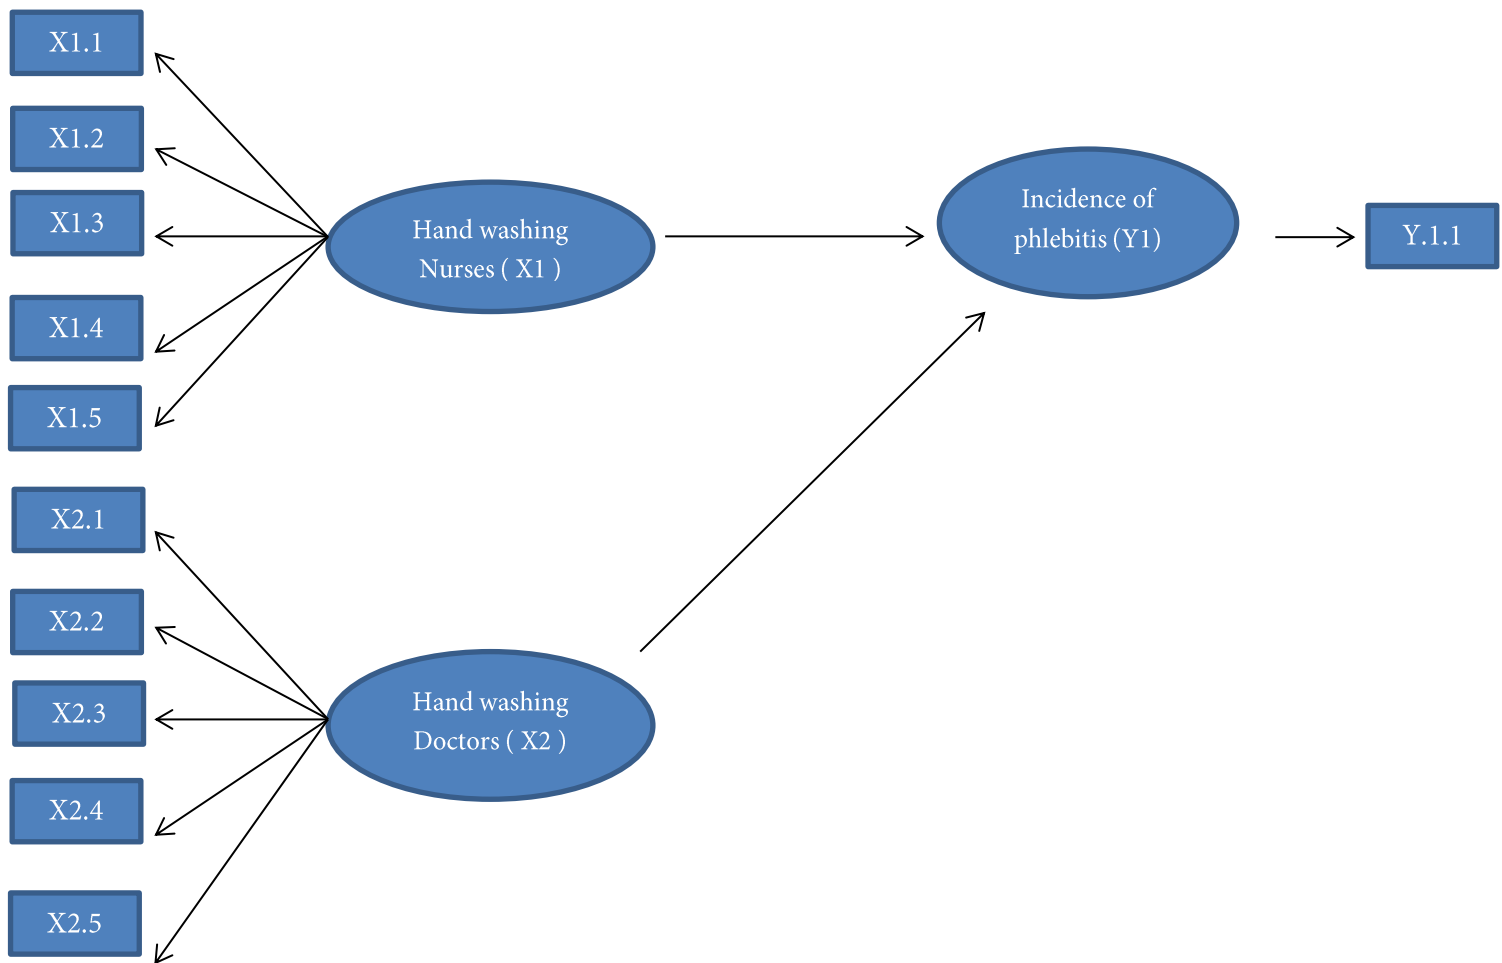 X1.1
X1.2
X1.3
X1.4
X1.5
Hand washing
Nurses ( X1 )
Incidence of
phlebitis (Y1)
Y.1.1
X2.1
X2.2
X2.3
X2.4
X2.5
Hand washing
Doctors ( X2 )